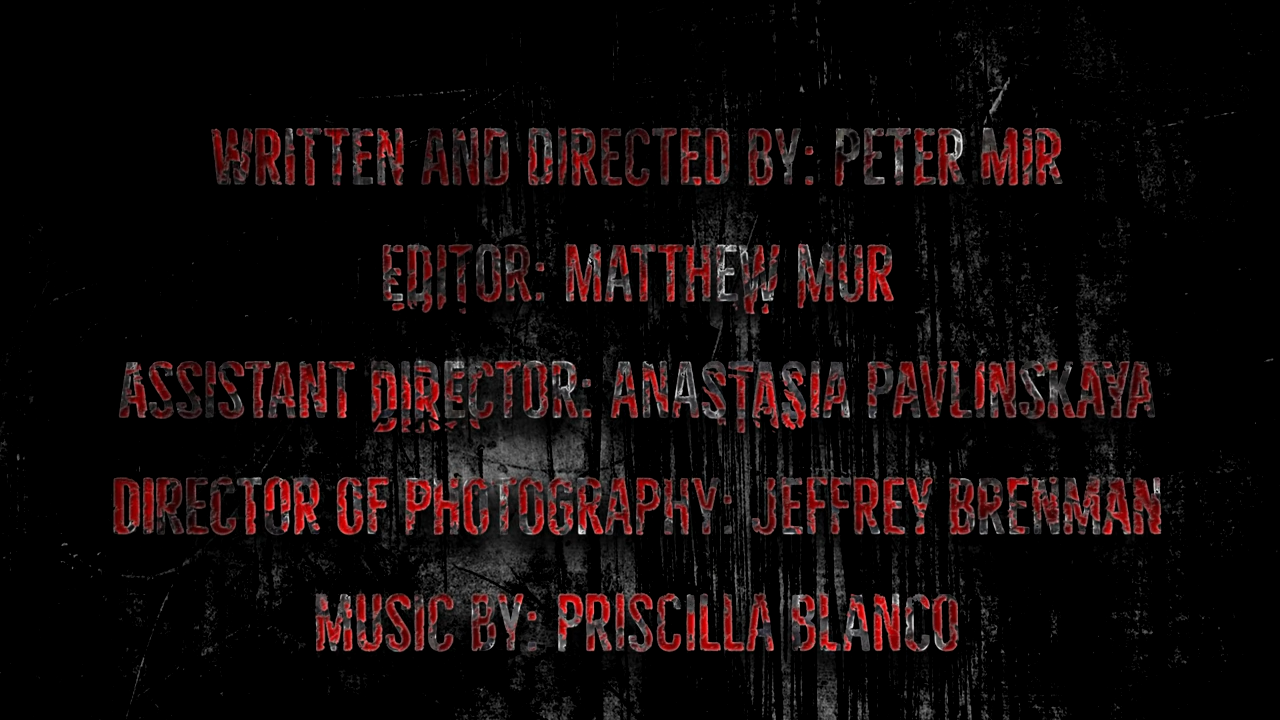 WRITTEN AND DIRECTED BY: PETER MIR
EDITOR: MATTHEW MUR
ASSISTANT DIRECTOR: ANASTASIA PAVLINSKAYA
DIRECTOR OF PHOTOGRAPHY: JEFFREY BRENMAN
MUSIC BY: PRISCILLA BLANCO